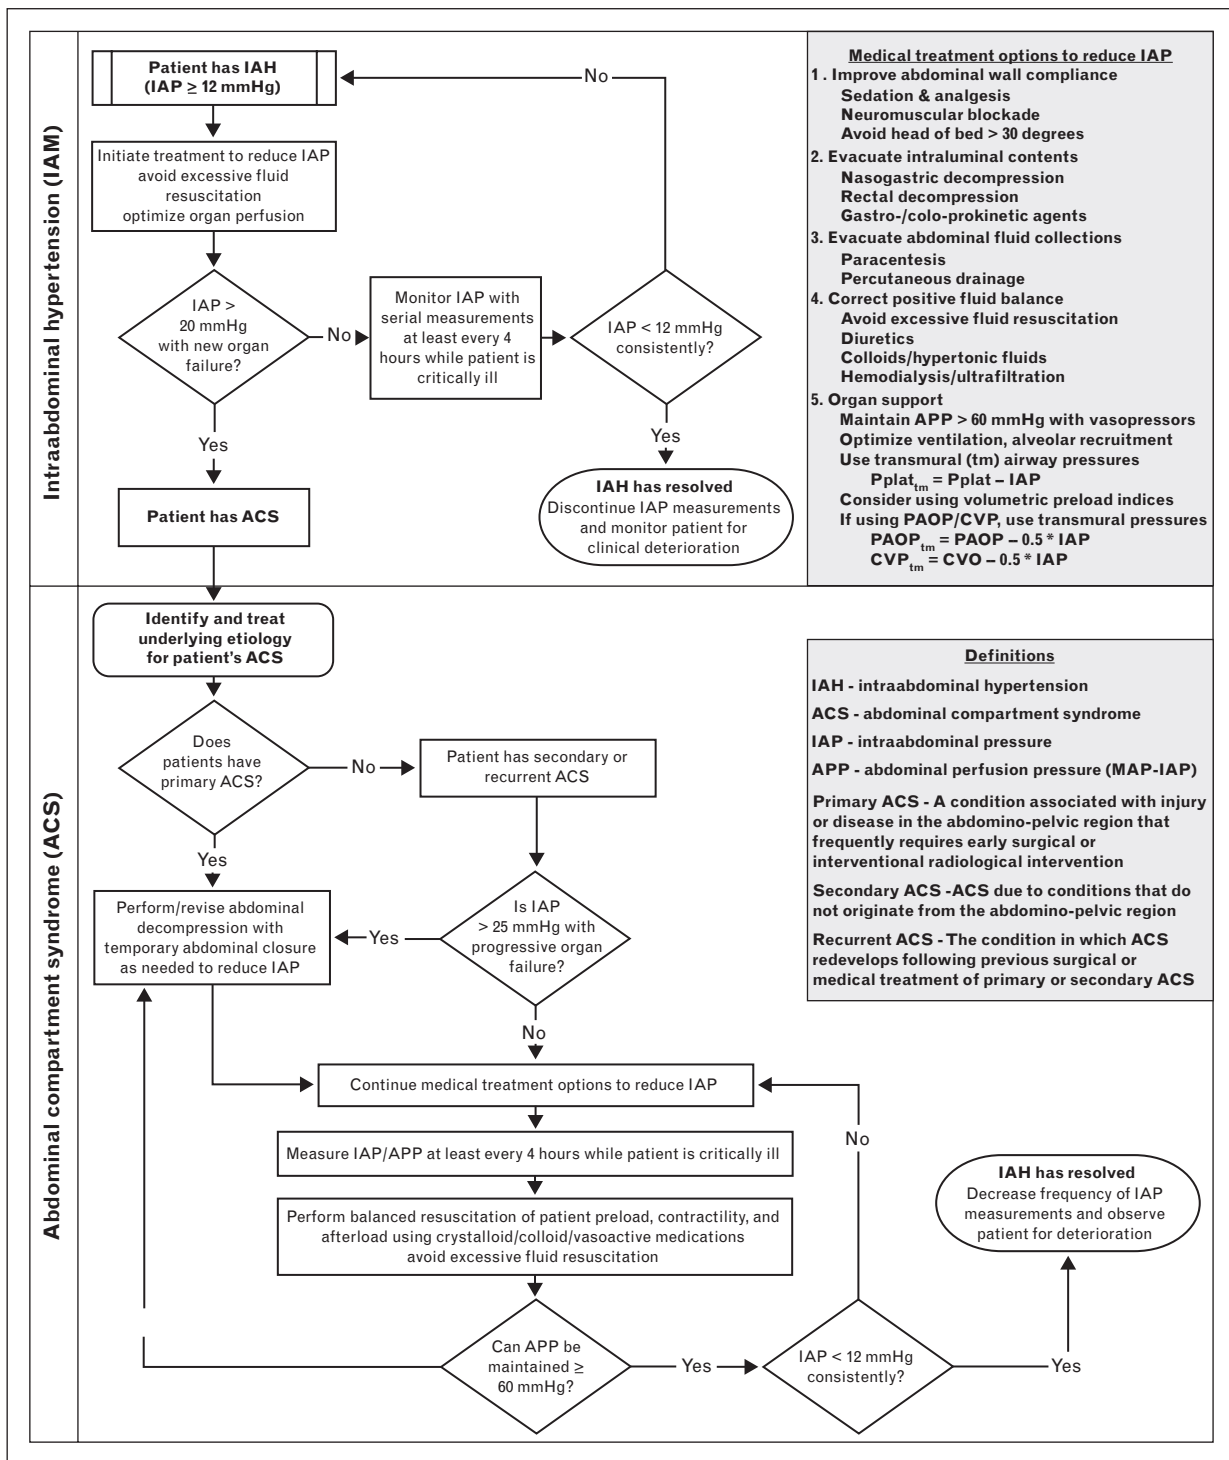 Intraabdominal hypertension (IAM)
Patient has IAH
(IAP ≥ 12 mmHg)
No
Initiate treatment to reduce IAP
avoid excessive fluid
resuscitation
optimize organ perfusion
IAP >
20 mmHg
with new organ
failure?
No
Monitor IAP with
serial measurements
at least every 4
hours while patient is
critically ill
IAP < 12 mmHg
consistently?
Yes
Yes
Patient has ACS
IAH has resolved
Discontinue IAP measurements
and monitor patient for
clinical deterioration
Medical treatment options to reduce IAP
1 . Improve abdominal wall compliance
Sedation & analgesis
Neuromuscular blockade
Avoid head of bed > 30 degrees
2. Evacuate intraluminal contents
Nasogastric decompression
Rectal decompression
Gastro-/colo-prokinetic agents
3. Evacuate abdominal fluid collections
Paracentesis
Percutaneous drainage
4. Correct positive fluid balance
Avoid excessive fluid resuscitation
Diuretics
Colloids/hypertonic fluids
Hemodialysis/ultrafiltration
5. Organ support
Maintain APP > 60 mmHg with vasopressors
Optimize ventilation, alveolar recruitment
Use transmural (tm) airway pressures
Pplat tm = Pplat – IAP
Consider using volumetric preload indices
If using PAOP/CVP, use transmural pressures
PAOP tm = PAOP – 0.5 * IAP
CVP tm = CVO – 0.5 * IAP
Abdominal compartment syndrome (ACS)
Identify and treat
underlying etiology
for patient's ACS
Does
patients have
primary ACS?
No
Patient has secondary or
recurrent ACS
Yes
Perform/revise abdominal
decompression with
temporary abdominal closure
as needed to reduce IAP
Yes
Is IAP
> 25 mmHg with
progressive organ
failure?
No
Continue medical treatment options to reduce IAP
Measure IAP/APP at least every 4 hours while patient is critically ill
Perform balanced resuscitation of patient preload, contractility, and
afterload using crystalloid/colloid/vasoactive medications
avoid excessive fluid resuscitation
Can APP be
maintained ≥
60 mmHg?
Yes
IAP < 12 mmHg
consistently?
No
Yes
IAH has resolved
Decrease frequency of IAP
measurements and observe
patient for deterioration
Definitions
IAH - intraabdominal hypertension
ACS - abdominal compartment syndrome
IAP - intraabdominal pressure
APP - abdominal perfusion pressure (MAP-IAP)
Primary ACS - A condition associated with injury
or disease in the abdomino-pelvic region that
frequently requires early surgical or
interventional radiological intervention
Secondary ACS -ACS due to conditions that do
not originate from the abdomino-pelvic region
Recurrent ACS - The condition in which ACS
redevelops following previous surgical or
medical treatment of primary or secondary ACS